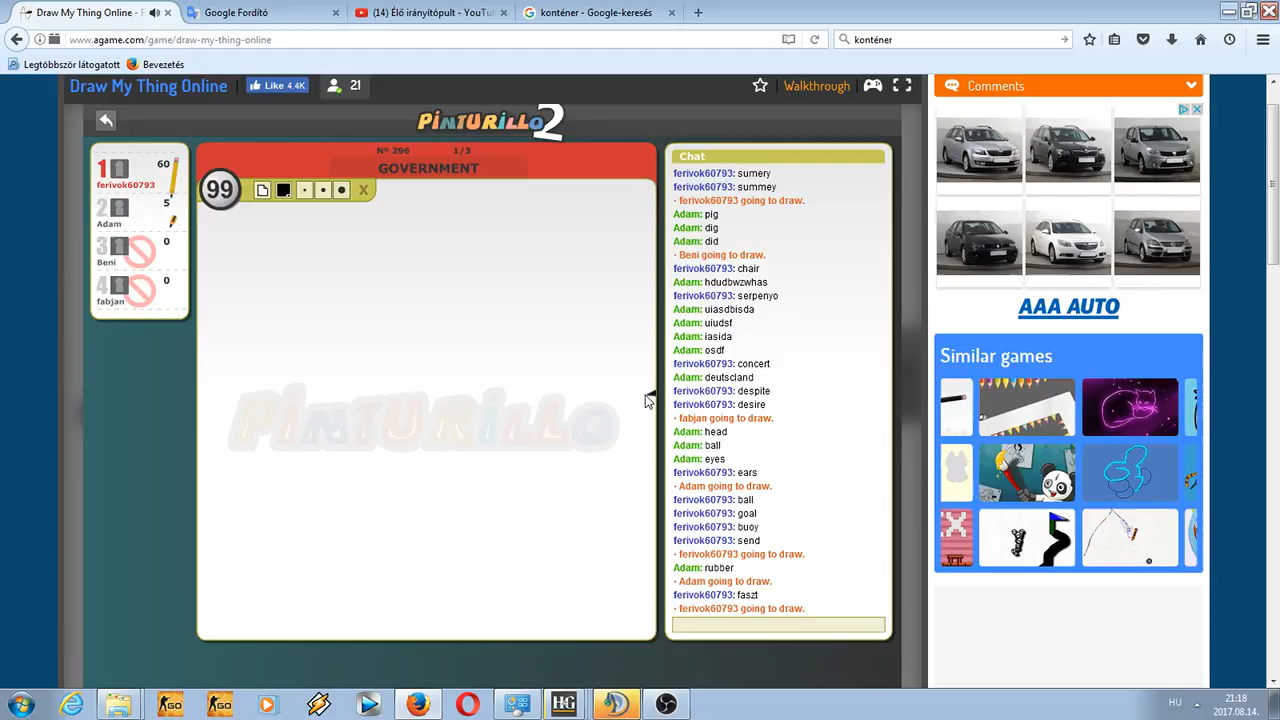 Draw My Thing Online -
Google Fordító
(14) Élő irányítópult - YouTu
konténer - Google-keresés
www.agame.com/game/draw-my-thing-online
konténer
Legtöbbször látogatott
Bevezetés
Draw My Thing Online
Like 4.4K
21
Walkthrough
Comments
PINTURILLO 2
Nº 296
1/3
GOVERNMENT
99
1
60
ferivok60793
2
5
Adam
3
0
Beni
4
0
fabjan
PINTURILLO
Chat
ferivok60793: sumery
ferivok60793: summey
· ferivok60793 going to draw.
Adam: pig
Adam: dig
Adam: did
· Beni going to draw.
ferivok60793: chair
Adam: hdudbwzwhas
ferivok60793: serpenyo
Adam: uiasdbisda
Adam: uiudsf
Adam: iasida
Adam: osdf
ferivok60793: concert
Adam: deutscland
ferivok60793: despite
ferivok60793: desire
· fabjan going to draw.
Adam: head
Adam: ball
Adam: eyes
ferivok60793: ears
· Adam going to draw.
ferivok60793: ball
ferivok60793: goal
ferivok60793: buoy
ferivok60793: send
· ferivok60793 going to draw.
Adam: rubber
· Adam going to draw.
ferivok60793: faszt
· ferivok60793 going to draw.
AAA AUTO
Similar games
GO
GO
HG
HU
21:18
2017.08.14.